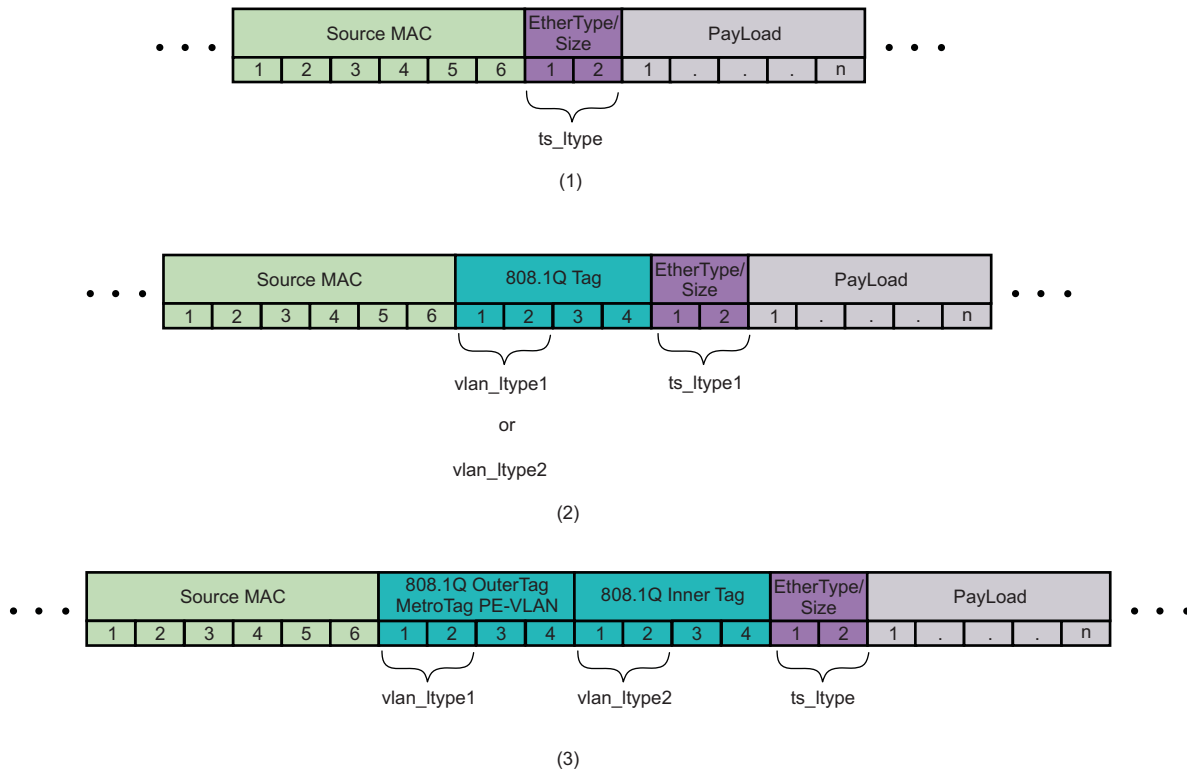 Source MAC EtherType/ Size PayLoad
1 2 3 4 5 6 1 2 1 . . . n
ts_ltype
(1)
Source MAC 808.1Q Tag EtherType/ Size PayLoad
1 2 3 4 5 6 1 2 3 4 1 2 1 . . . n
vlan_ltype1 ts_ltype1
or
vlan_ltype2
(2)
Source MAC 808.1Q OuterTag MetroTag PE-VLAN 808.1Q Inner Tag EtherType/ Size PayLoad
1 2 3 4 5 6 1 2 3 4 1 2 3 4 1 2 1 . . . n
vlan_ltype1 vlan_ltype2 ts_ltype
(3)